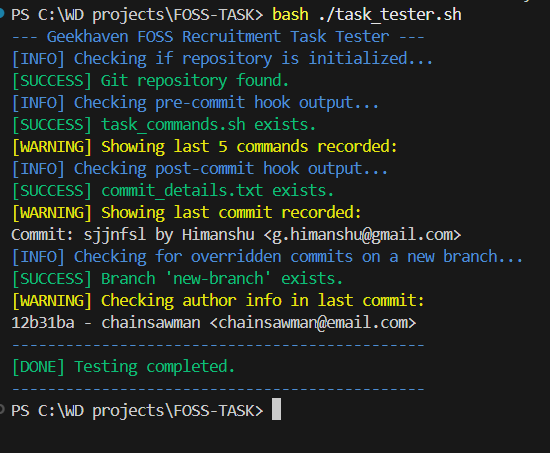 PS C:\WD projects\FOSS-TASK> bash ./task_tester.sh
--- Geekhaven FOSS Recruitment Task Tester ---
[INFO] Checking if repository is initialized...
[SUCCESS] Git repository found.
[INFO] Checking pre-commit hook output...
[SUCCESS] task_commands.sh exists.
[WARNING] Showing last 5 commands recorded:
[INFO] Checking post-commit hook output...
[SUCCESS] commit_details.txt exists.
[WARNING] Showing last commit recorded:
Commit: sjjnfsl by Himanshu <g.himanshu@gmail.com>
[INFO] Checking for overridden commits on a new branch...
[SUCCESS] Branch 'new-branch' exists.
[WARNING] Checking author info in last commit:
12b31ba - chainsawman <chainsawman@email.com>
---------------------------------------------
[DONE] Testing completed.
---------------------------------------------
PS C:\WD projects\FOSS-TASK>